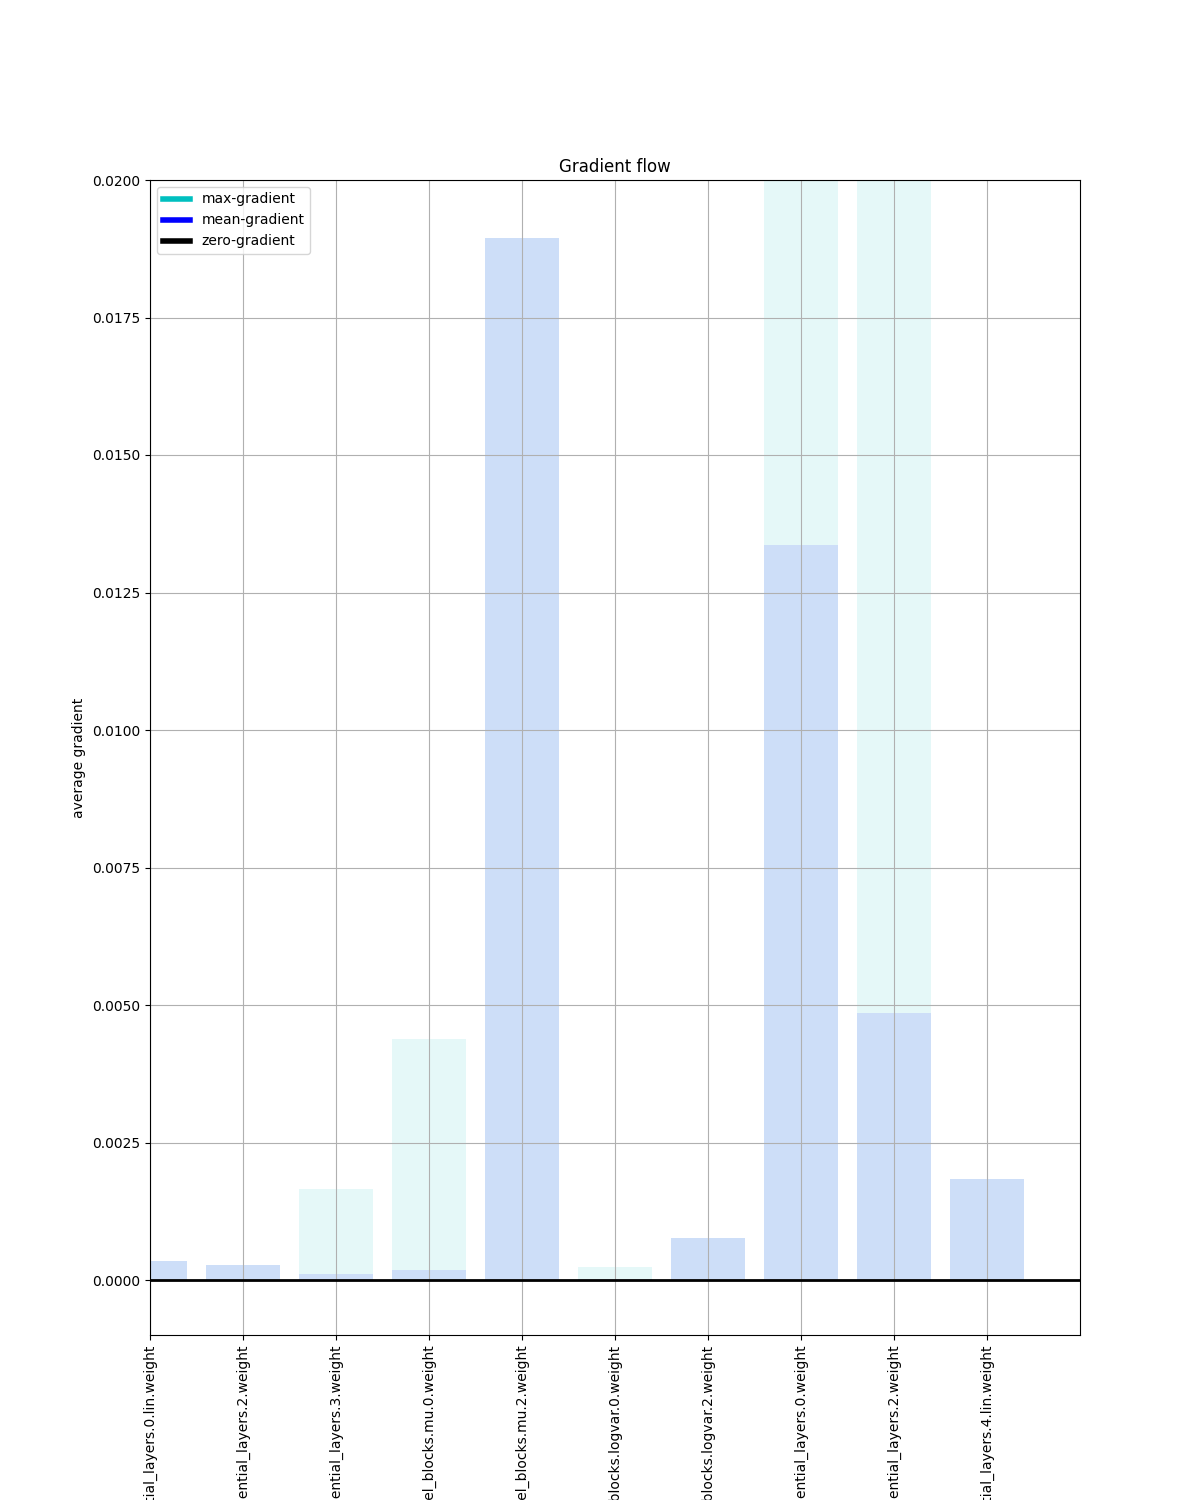 Gradient flow
max-gradient
mean-gradient
zero-gradient
0.0200
0.0175
0.0150
0.0125
0.0100
0.0075
0.0050
0.0025
0.0000
average gradient
tial_layers.0.lin.weight
ential_layers.2.weight
ential_layers.3.weight
el_blocks.mu.0.weight
el_blocks.mu.2.weight
blocks.logvar.0.weight
blocks.logvar.2.weight
ential_layers.0.weight
ential_layers.2.weight
tial_layers.4.lin.weight